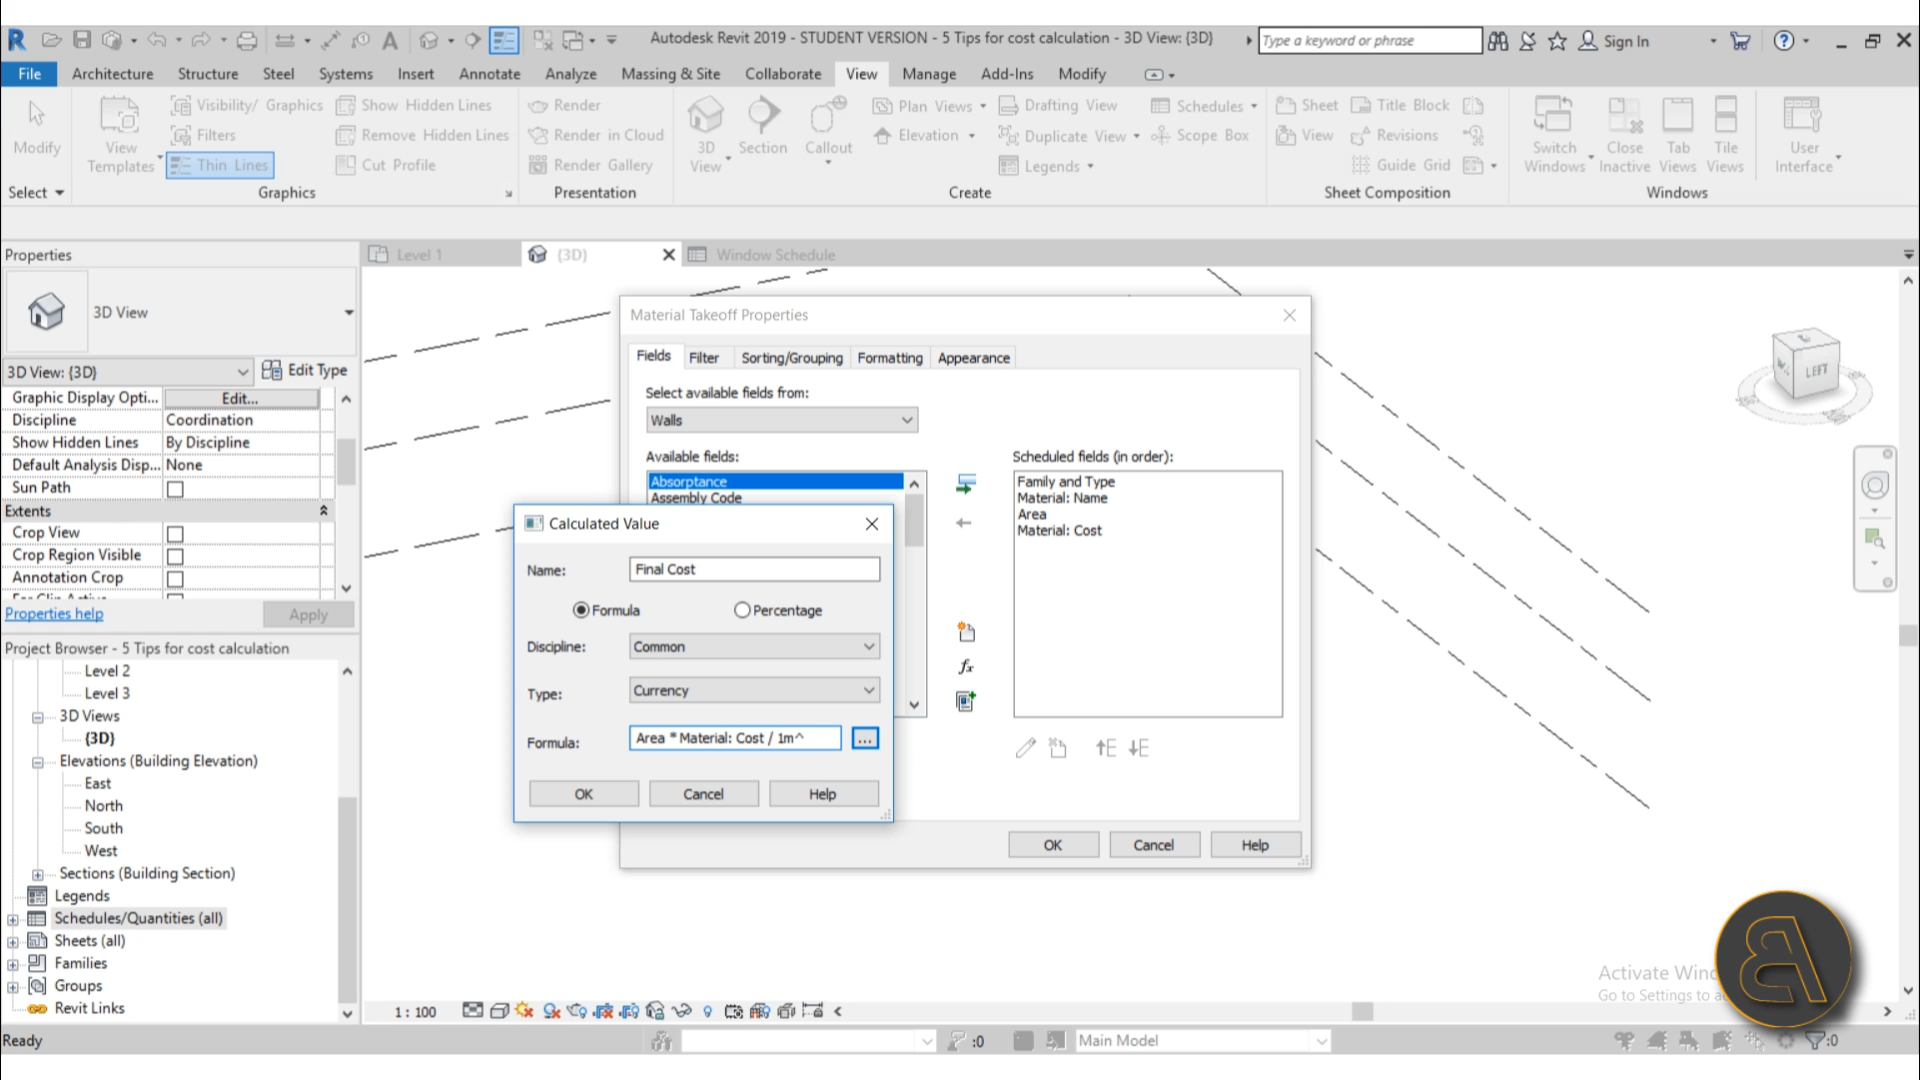 Autodesk Revit 2019 - STUDENT VERSION - 5 Tips for cost calculation - 3D View: {3D}
Type a keyword or phrase
Sign In
File Architecture Structure Steel Systems Insert Annotate Analyze Massing & Site Collaborate View Manage Add-Ins Modify
Modify
View Templates
Visibility/ Graphics
Filters
Thin Lines
Show Hidden Lines
Remove Hidden Lines
Cut Profile
Render
Render in Cloud
Render Gallery
3D View
Section
Callout
Plan Views
Elevation
Drafting View
Duplicate View
Legends
Schedules
Scope Box
Sheet
View
Title Block
Revisions
Guide Grid
Switch Windows
Close Inactive
Tab Views
Tile Views
User Interface
Select
Graphics
Presentation
Create
Sheet Composition
Windows
Properties
Level 1
{3D}
Window Schedule
3D View
3D View: {3D}
Edit Type
Graphic Display Opti... Edit...
Discipline Coordination
Show Hidden Lines By Discipline
Default Analysis Disp... None
Sun Path
Extents
Crop View
Crop Region Visible
Annotation Crop
Properties help
Apply
Project Browser - 5 Tips for cost calculation
Level 2
Level 3
3D Views
{3D}
Elevations (Building Elevation)
East
North
South
West
Sections (Building Section)
Legends
Schedules/Quantities (all)
Sheets (all)
Families
Groups
Revit Links
Material Takeoff Properties
Fields Filter Sorting/Grouping Formatting Appearance
Select available fields from:
Walls
Available fields:
Absorptance
Assembly Code
Scheduled fields (in order):
Family and Type
Material: Name
Area
Material: Cost
fx
OK Cancel Help
Calculated Value
Name: Final Cost
Formula Percentage
Discipline: Common
Type: Currency
Formula: Area * Material: Cost / 1m^ ...
OK Cancel Help
LEFT
Activate Wind
Go to Settings to a
1 : 100
Ready
:0
Main Model
:0